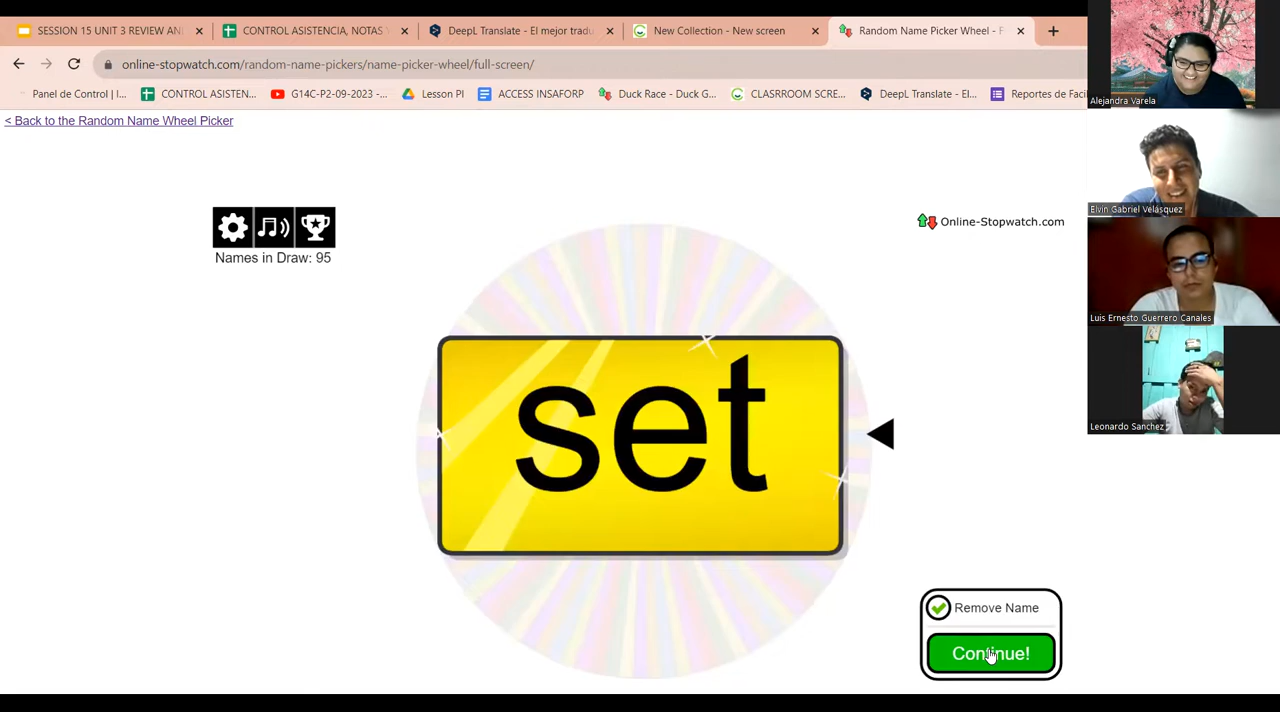 SESSION 15 UNIT 3 REVIEW AN
CONTROL ASISTENCIA, NOTAS
DeepL Translate - El mejor tradu
New Collection - New screen
Random Name Picker Wheel - F
online-stopwatch.com/random-name-pickers/name-picker-wheel/full-screen/
Panel de Control | I...
CONTROL ASISTEN...
G14C-P2-09-2023 -...
Lesson Pl
ACCESS INSAFORP
Duck Race - Duck G...
CLASRROOM SCRE...
DeepL Translate - El...
Reportes de Facil
< Back to the Random Name Wheel Picker
Names in Draw: 95
Online-Stopwatch.com
set
Remove Name
Continue!
Alejandra Varela
Elvin Gabriel Velásquez
Luis Ernesto Guerrero Canales
Leonardo Sanchez